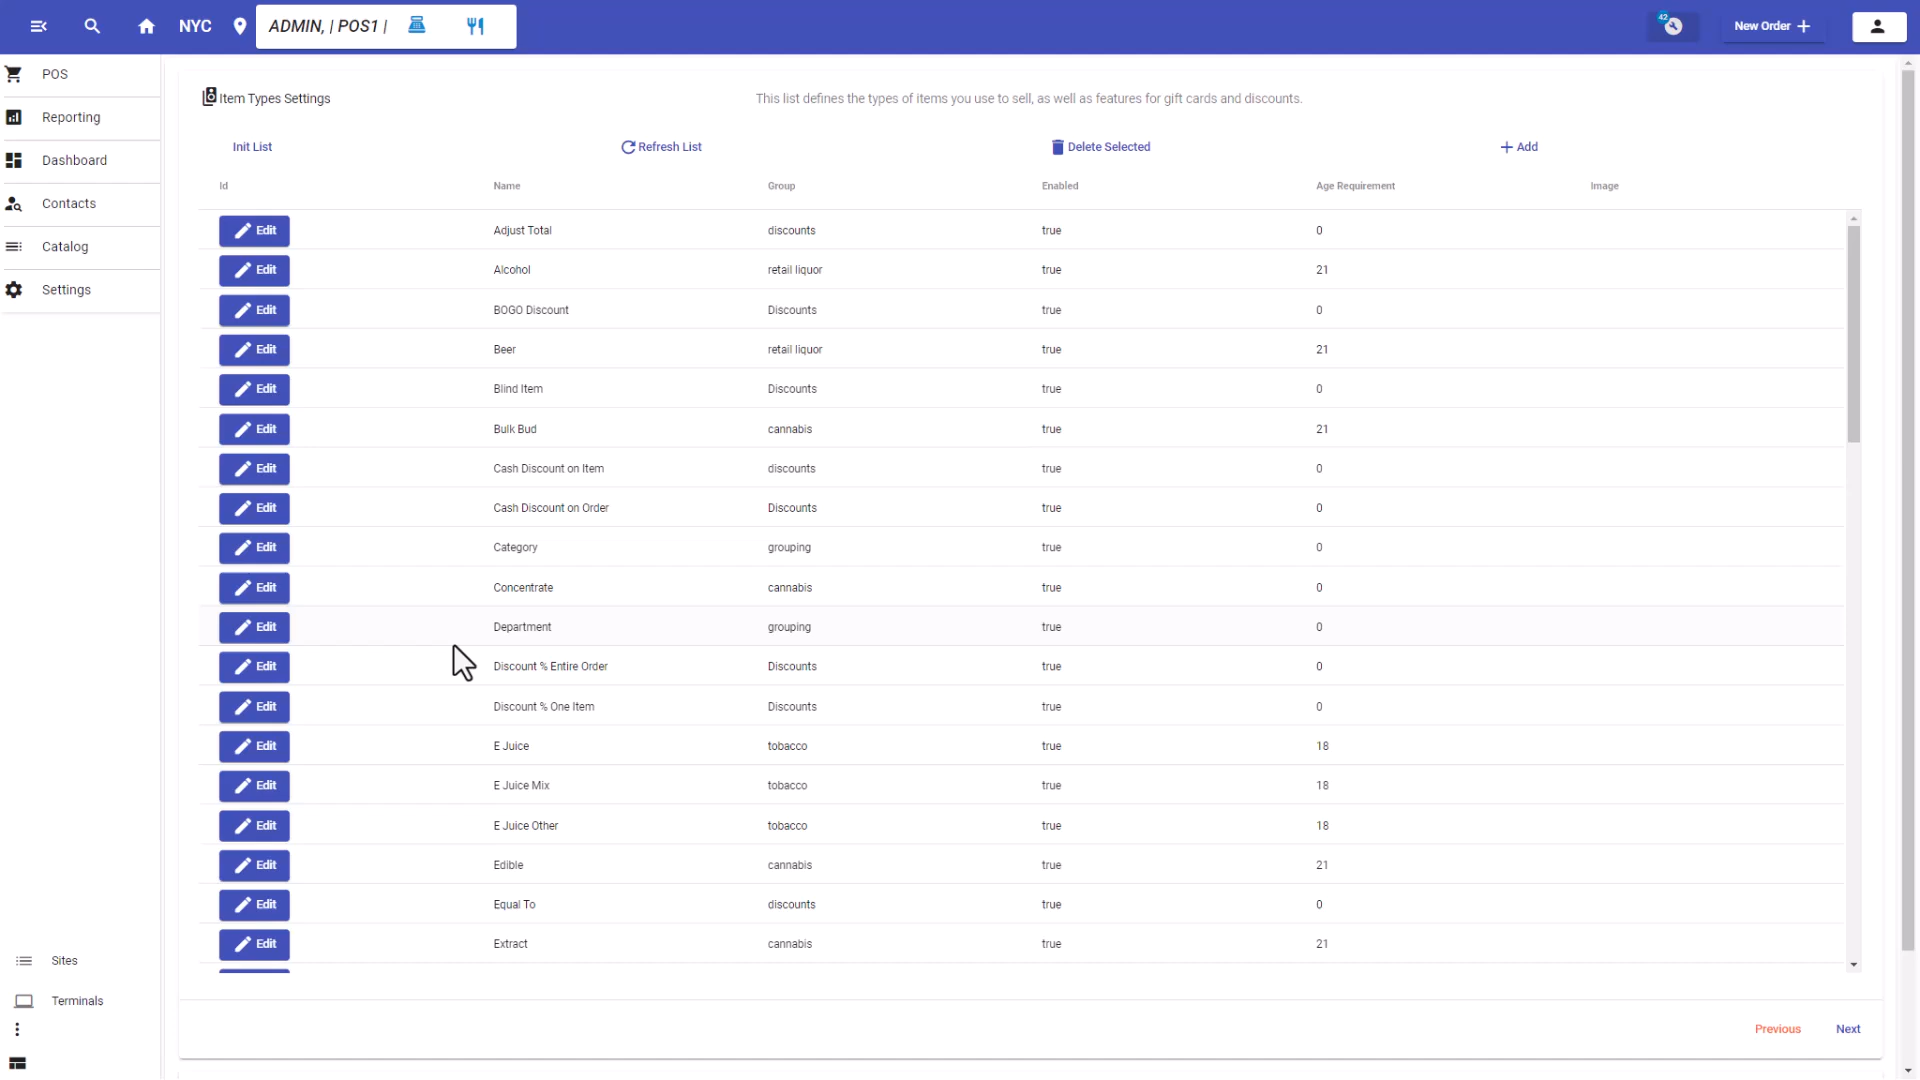 NYC ADMIN, | POS1 | 42 New Order
POS
Reporting
Dashboard
Contacts
Catalog
Settings
Sites
Terminals
Item Types Settings This list defines the types of items you use to sell, as well as features for gift cards and discounts.
Init List Refresh List Delete Selected Add
Id Name Group Enabled Age Requirement Image
Edit Adjust Total discounts true 0
Edit Alcohol retail liquor true 21
Edit BOGO Discount Discounts true 0
Edit Beer retail liquor true 21
Edit Blind Item Discounts true 0
Edit Bulk Bud cannabis true 21
Edit Cash Discount on Item discounts true 0
Edit Cash Discount on Order Discounts true 0
Edit Category grouping true 0
Edit Concentrate cannabis true 0
Edit Department grouping true 0
Edit Discount % Entire Order Discounts true 0
Edit Discount % One Item Discounts true 0
Edit E Juice tobacco true 18
Edit E Juice Mix tobacco true 18
Edit E Juice Other tobacco true 18
Edit Edible cannabis true 21
Edit Equal To discounts true 0
Edit Extract cannabis true 21
Previous Next